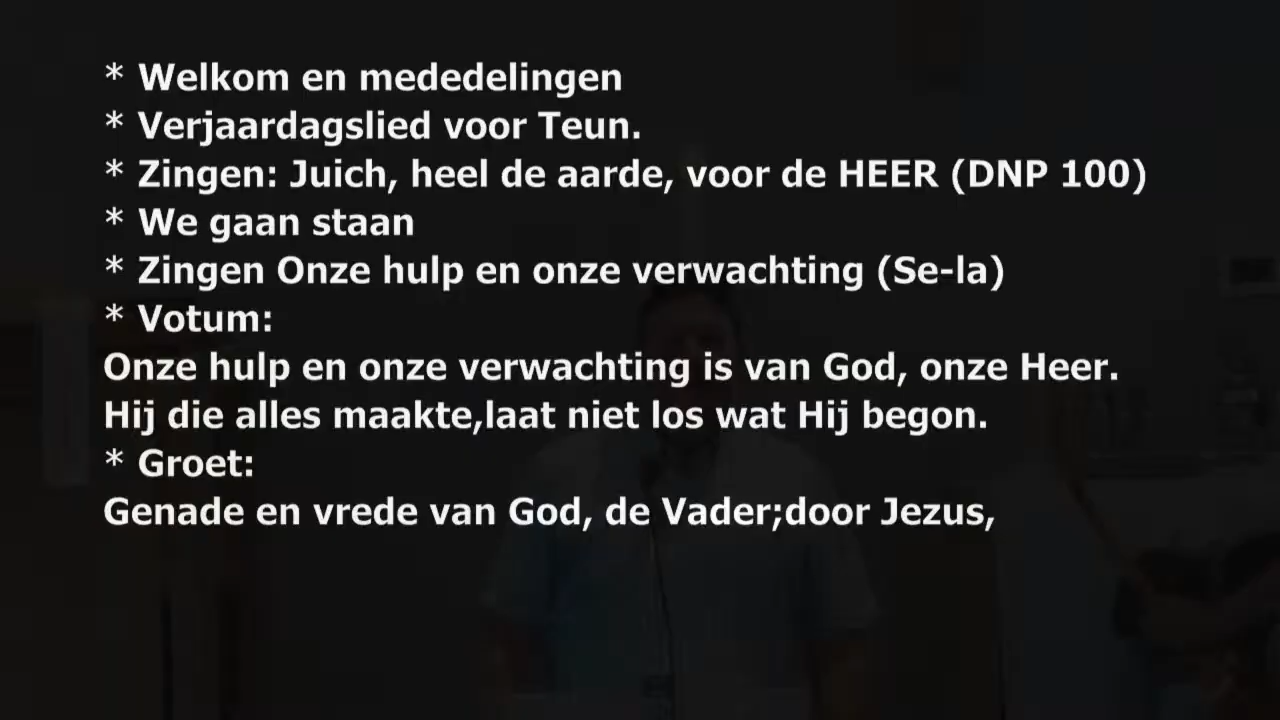 * Welkom en mededelingen
* Verjaardagslied voor Teun.
* Zingen: Juich, heel de aarde, voor de HEER (DNP 100)
* We gaan staan
* Zingen Onze hulp en onze verwachting (Se-la)
* Votum:
Onze hulp en onze verwachting is van God, onze Heer.
Hij die alles maakte,laat niet los wat Hij begon.
* Groet:
Genade en vrede van God, de Vader;door Jezus,